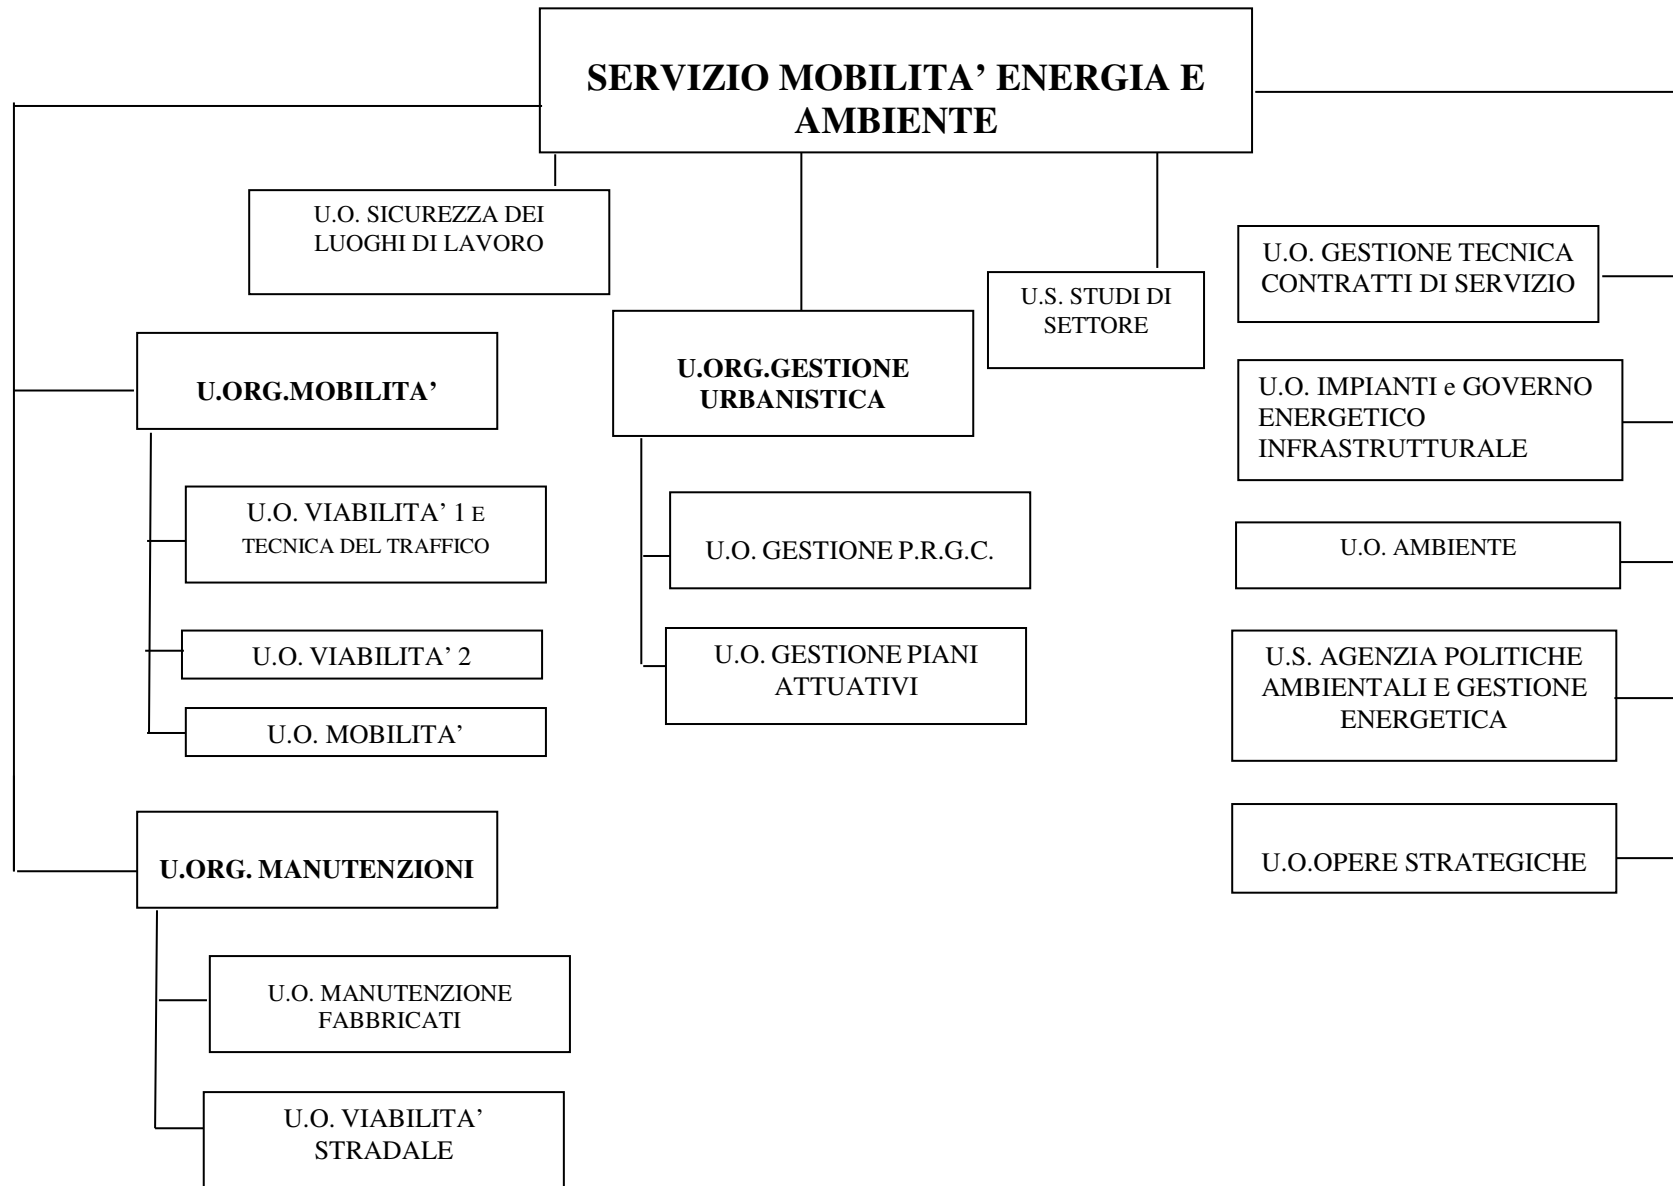 SERVIZIO MOBILITA’ ENERGIA E
AMBIENTE
U.O. SICUREZZA DEI
LUOGHI DI LAVORO
U.S. STUDI DI
SETTORE
U.O. GESTIONE TECNICA
CONTRATTI DI SERVIZIO
U.ORG.MOBILITA’
U.ORG.GESTIONE
URBANISTICA
U.O. IMPIANTI e GOVERNO
ENERGETICO
INFRASTRUTTURALE
U.O. VIABILITA’ 1 E
TECNICA DEL TRAFFICO
U.O. GESTIONE P.R.G.C.
U.O. AMBIENTE
U.O. VIABILITA’ 2
U.O. GESTIONE PIANI
ATTUATIVI
U.S. AGENZIA POLITICHE
AMBIENTALI E GESTIONE
ENERGETICA
U.O. MOBILITA’
U.ORG. MANUTENZIONI
U.O.OPERE STRATEGICHE
U.O. MANUTENZIONE
FABBRICATI
U.O. VIABILITA’
STRADALE